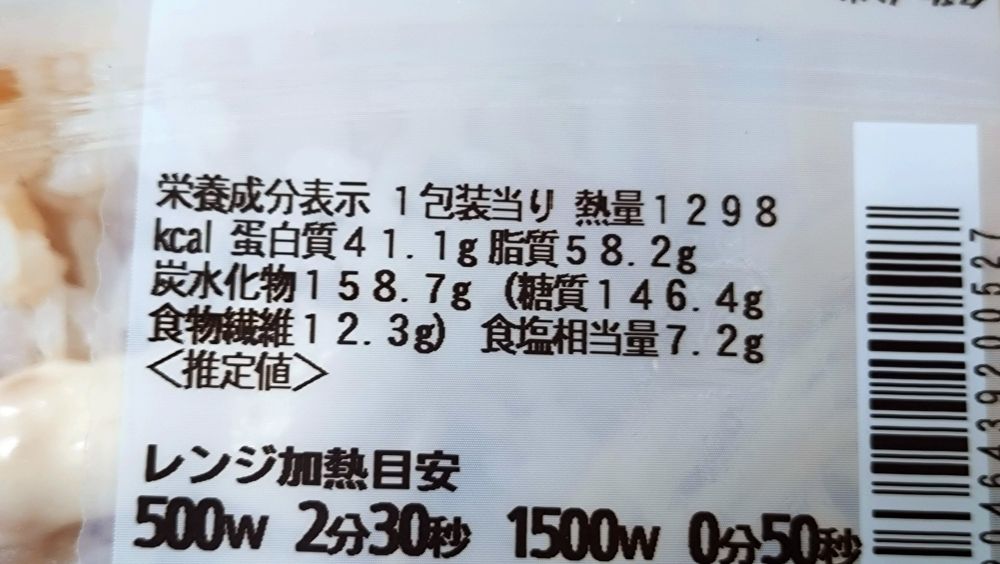 栄養成分表示 1包装当り 熱量1298
kcal 蛋白質41.1g 脂質58.2g
炭水化物158.7g (糖質146.4g
食物繊維12.3g) 食塩相当量7.2g
<推定値>
レンジ加熱目安
500W 2分30秒 1500W 0分50秒